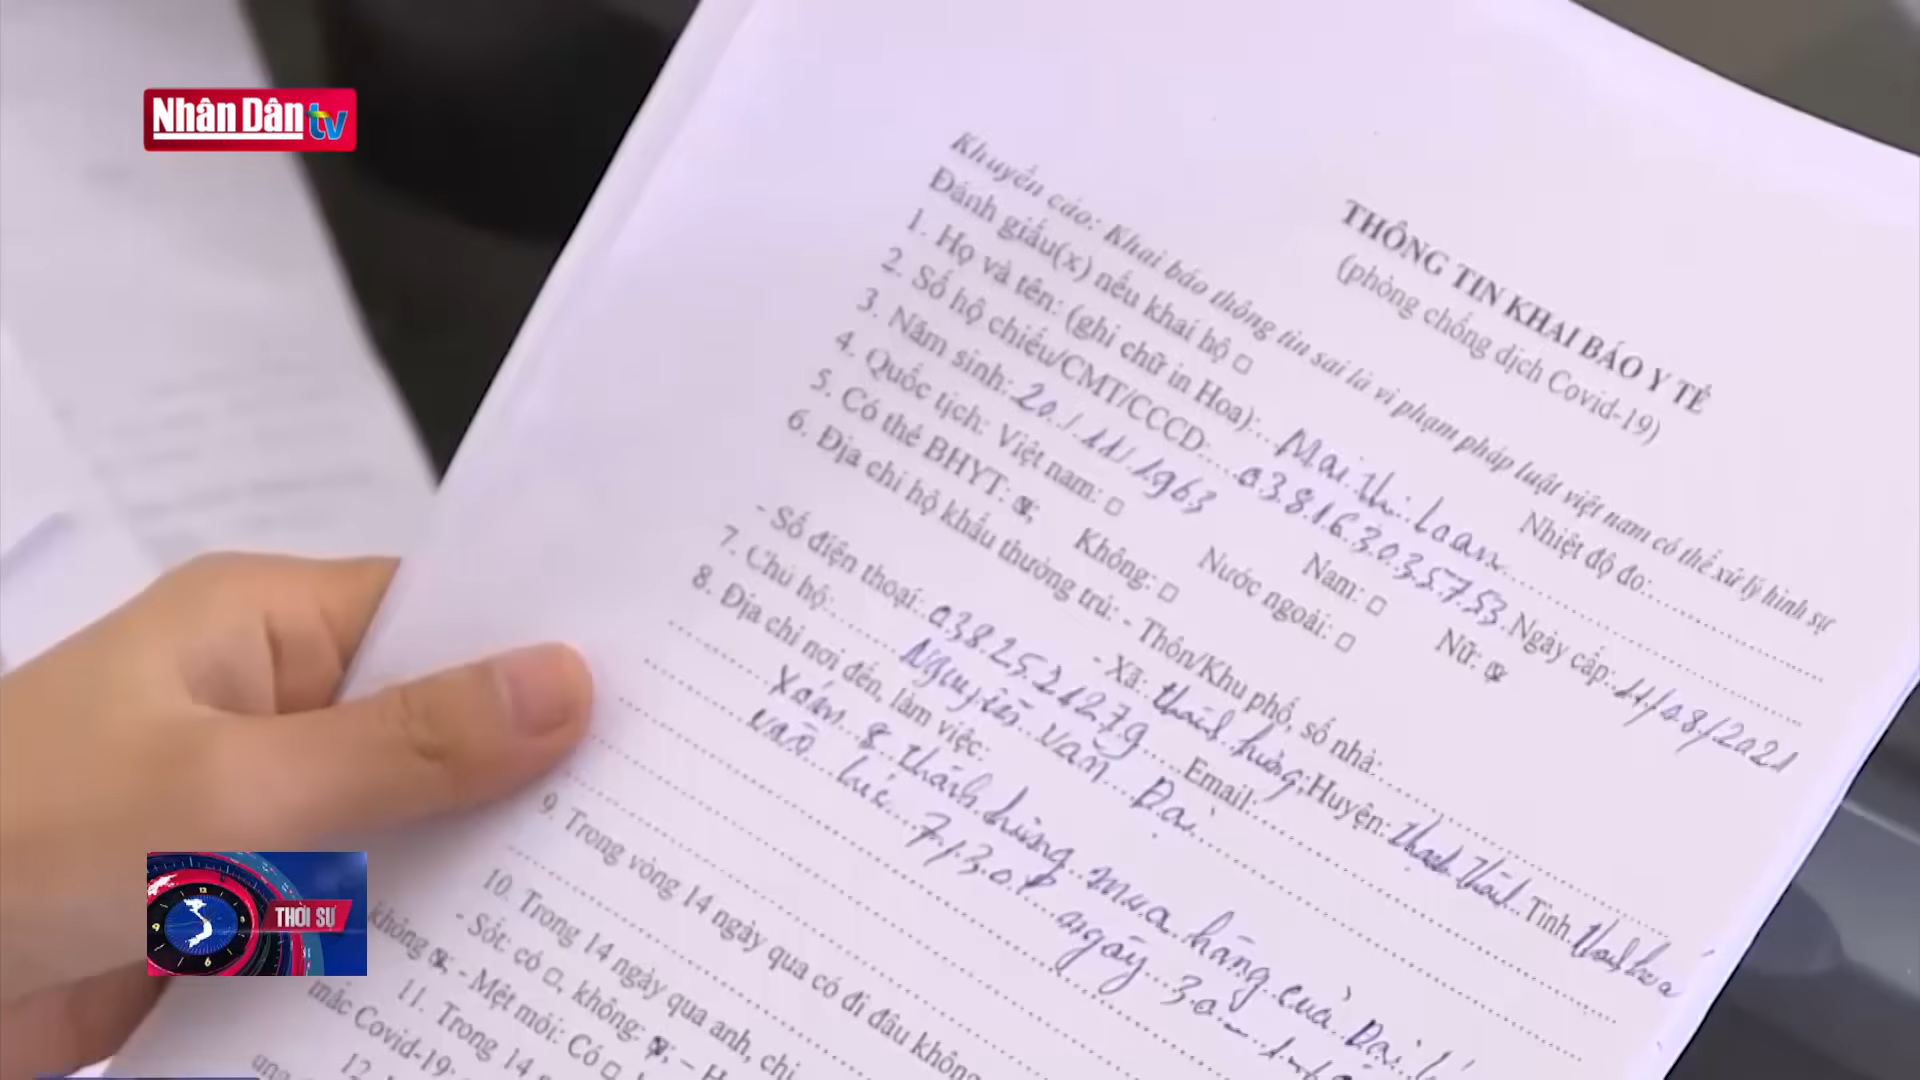 Nhân Dân tv
THÔNG TIN KHAI BÁO Y TẾ
(phòng chống dịch Covid-19)
Khuyến cáo: Khai báo thông tin sai là vi phạm pháp luật việt nam có thể xử lý hình sự
Đánh giấu(x) nếu khai hộ □ Nhiệt độ đo:
1. Họ và tên: (ghi chữ in Hoa): Mai thị Loan
2. Số hộ chiếu/CMT/CCCD: 038163035753 Ngày cấp: 11/08/2021
3. Năm sinh: 20/11/1963 Nam: □ Nữ:
4. Quốc tịch: Việt nam: □ Nước ngoài: □
5. Có thẻ BHYT: Không: □
6. Địa chỉ hộ khẩu thường trú: - Thôn/Khu phố, số nhà:
- Xã: thành hưng, Huyện: thạch thành Tỉnh
- Số điện thoại: 0382521279 Email:
7. Chủ hộ: Nguyễn văn Đại
8. Địa chỉ nơi đến, làm việc:
Xóm 8 thành hưng mua hàng của Đại
vào lúc 7/30P ngày 30
9. Trong vòng 14 ngày qua có đi đâu không
10. Trong 14 ngày qua anh, chị
- Sốt: có □, không:
không - Mệt mỏi: Có □
11. Trong 14
mắc Covid-19:
12.
THỜI SỰ